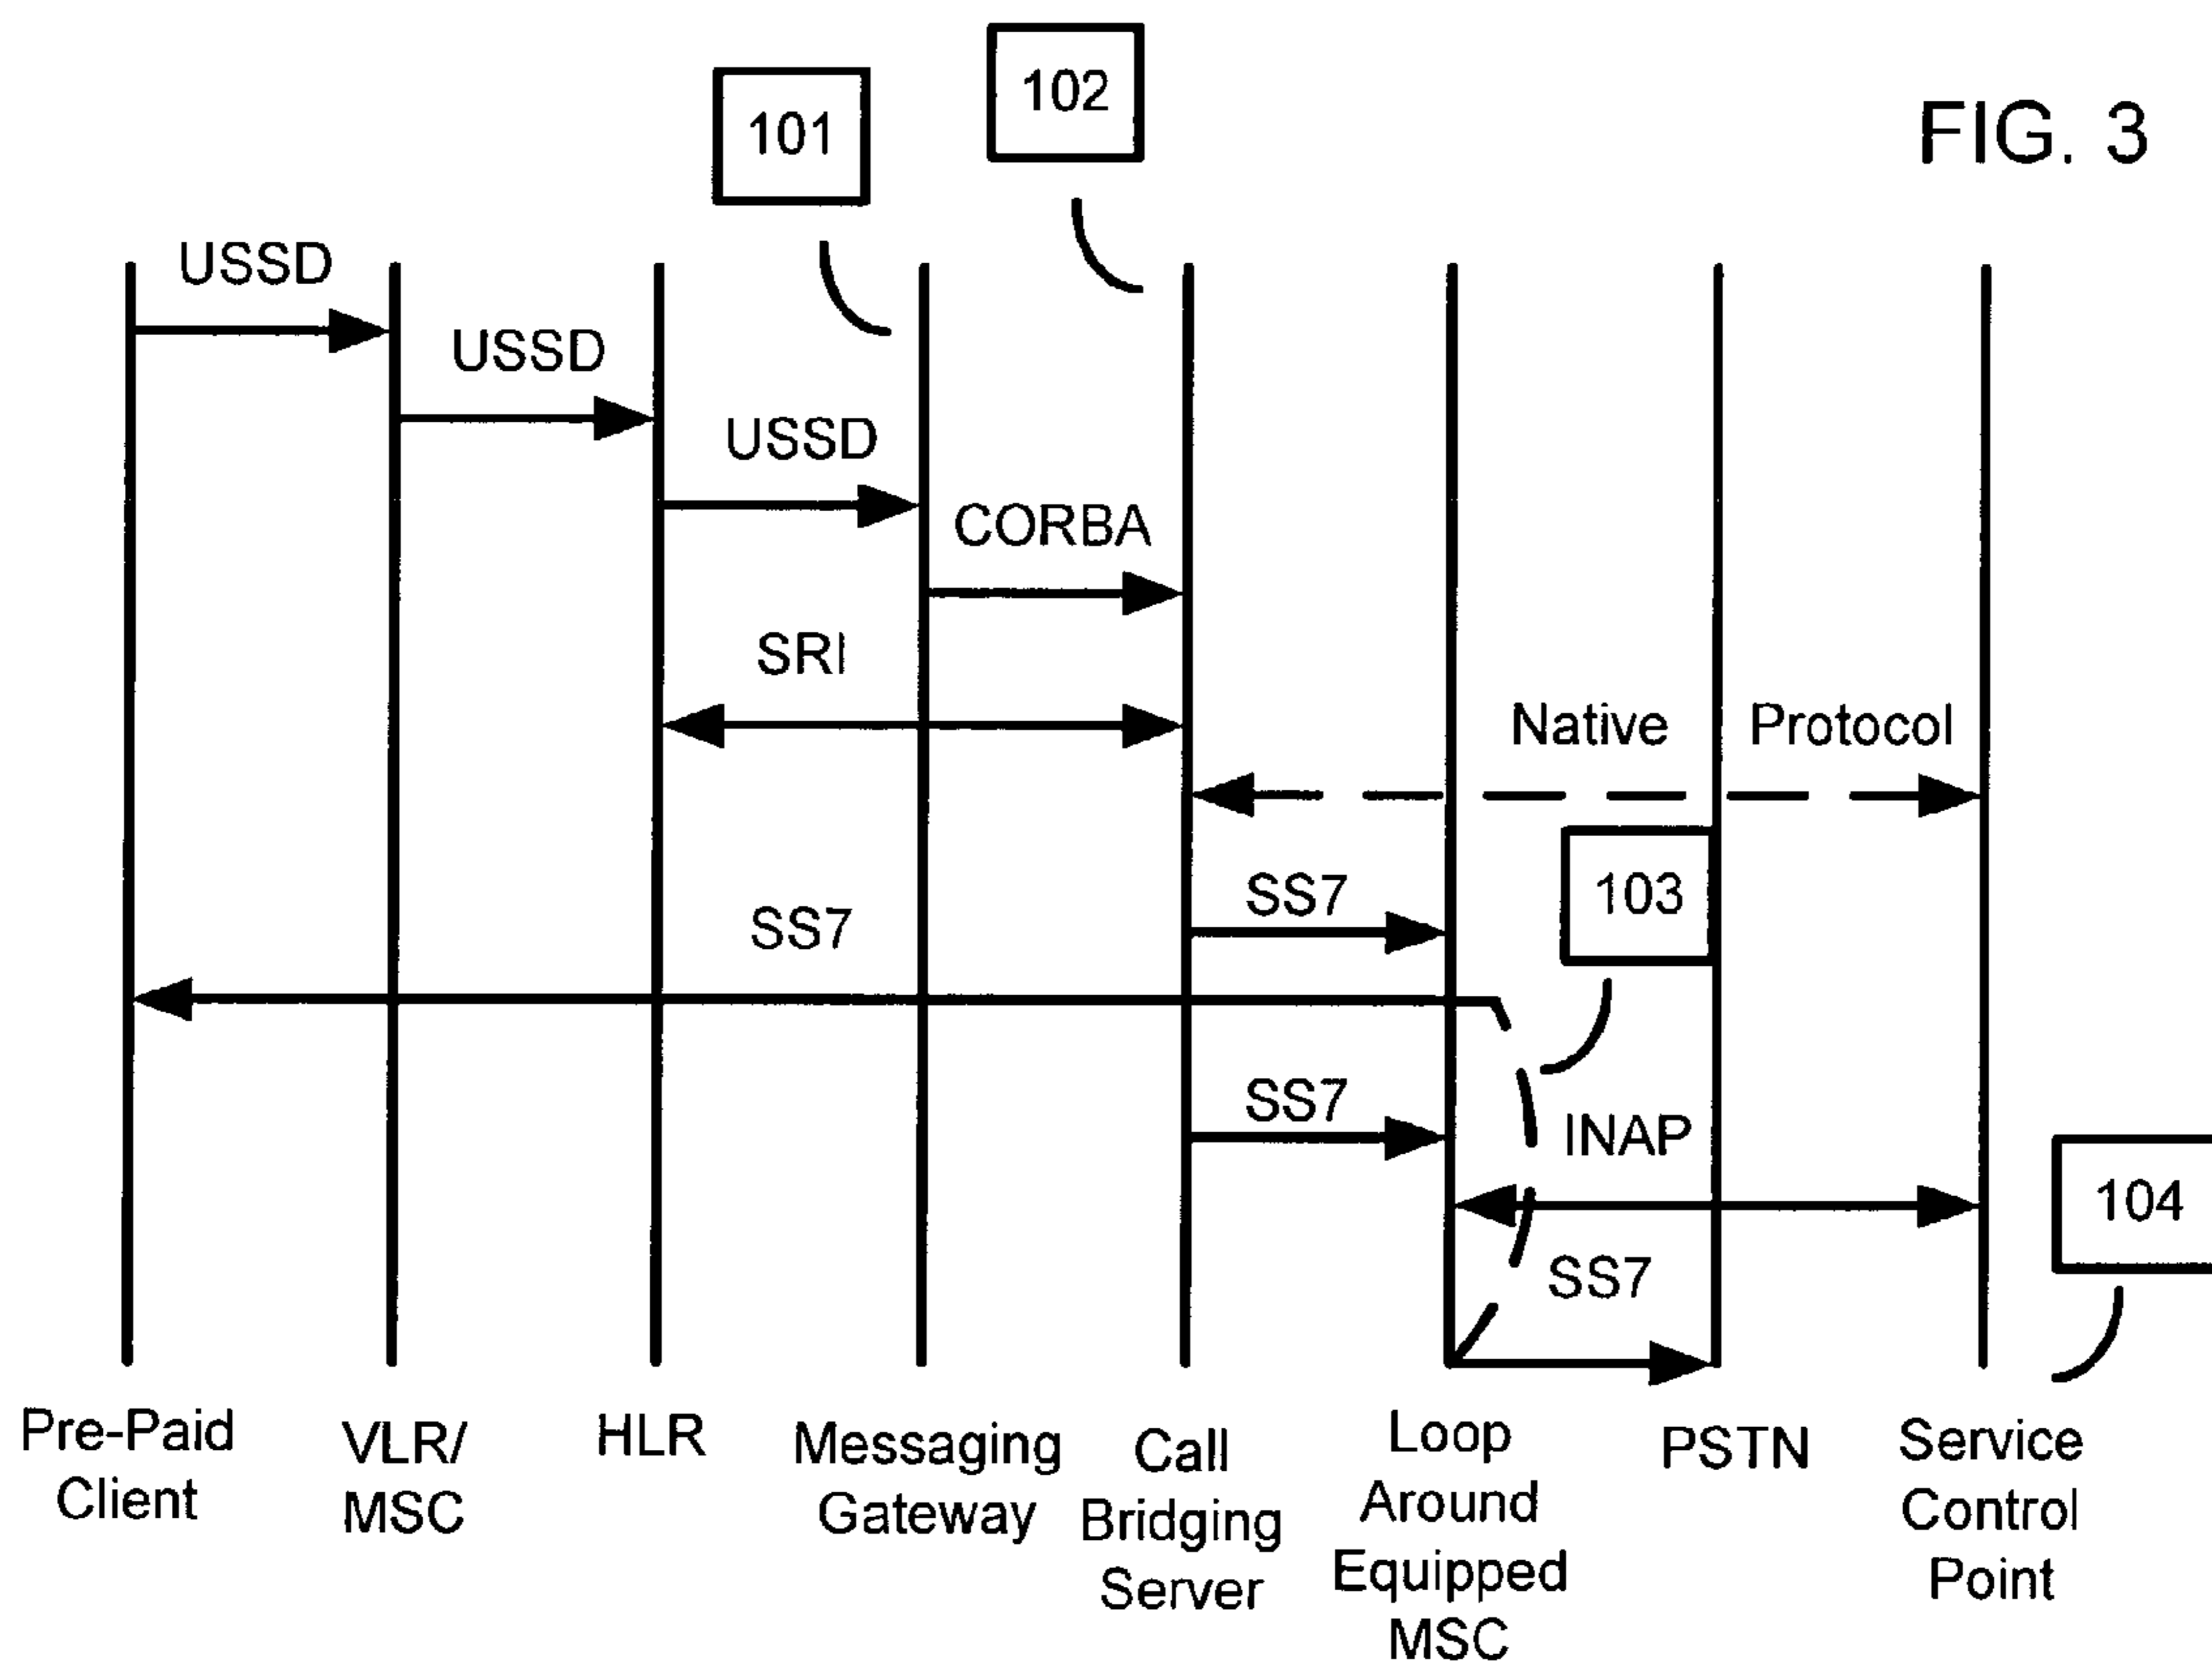 102
101
FIG. 3
USSD
USSD
USSD
CORBA
SRI
Native Protocol
SS7
103
SS7
SS7
INAP
104
SS7
Pre-Paid
Client
VLR/
MSC
HLR
Messaging
Gateway
Call
Bridging
Server
Loop
Around
Equipped
MSC
PSTN
Service
Control
Point